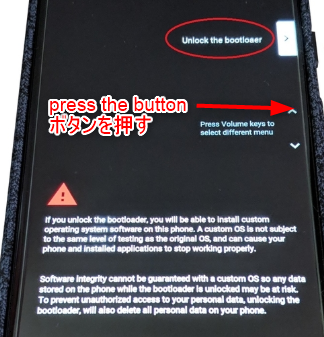 Unlock the bootloader
press the button
ボタンを押す
Press Volume keys to
select different menu
If you unlock the bootloader, you will be able to install custom
operating system software on this phone. A custom OS is not subject
to the same level of testing as the original OS, and can cause your
phone and installed applications to stop working properly.
Software integrity cannot be guaranteed with a custom OS so any data
stored on the phone while the bootloader is unlocked may be at risk.
To prevent unauthorized access to your personal data, unlocking the
bootloader, will also delete all personal data on your phone.